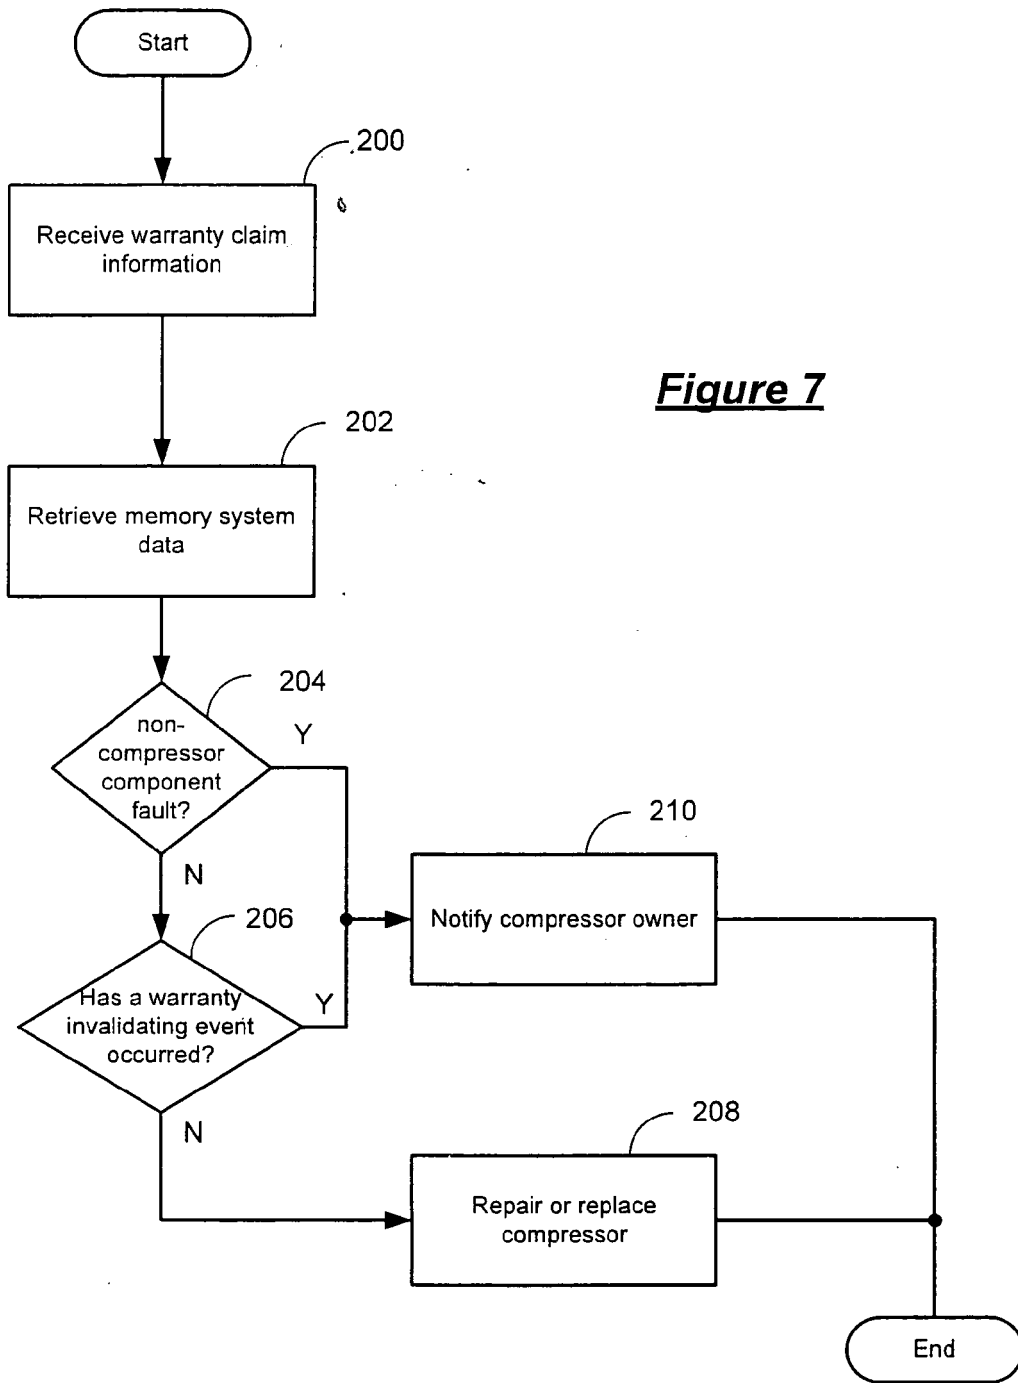 Start
200
Receive warranty claim
information
Figure 7
202
Retrieve memory system
data
204
non-
compressor
component
fault?
Y
N
210
Notify compressor owner
206
Has a warranty
invalidating event
occurred?
Y
N
208
Repair or replace
compressor
End